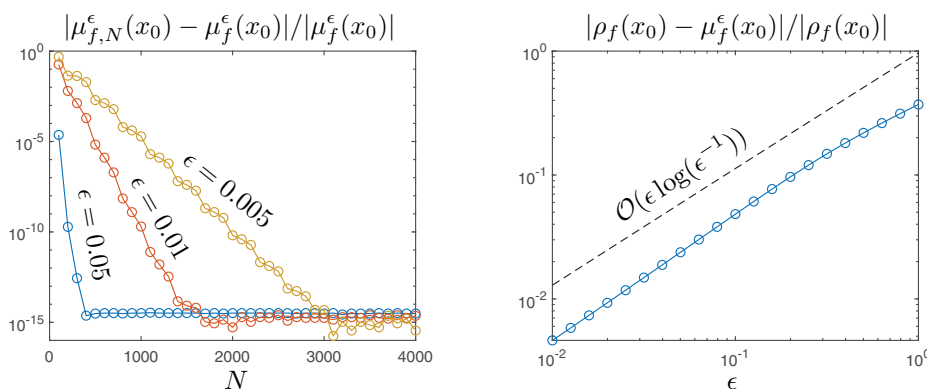 |μ^ϵ_{f,N}(x_0) − μ^ϵ_f(x_0)|/|μ^ϵ_f(x_0)|
10^0
10^{-5}
10^{-10}
10^{-15}
ϵ = 0.05
ϵ = 0.01
ϵ = 0.005
0 1000 2000 3000 4000
N
|ρ_f(x_0) − μ^ϵ_f(x_0)|/|ρ_f(x_0)|
10^0
10^{-1}
10^{-2}
O(ϵ log(ϵ^{-1}))
10^{-2} 10^{-1} 10^0
ϵ